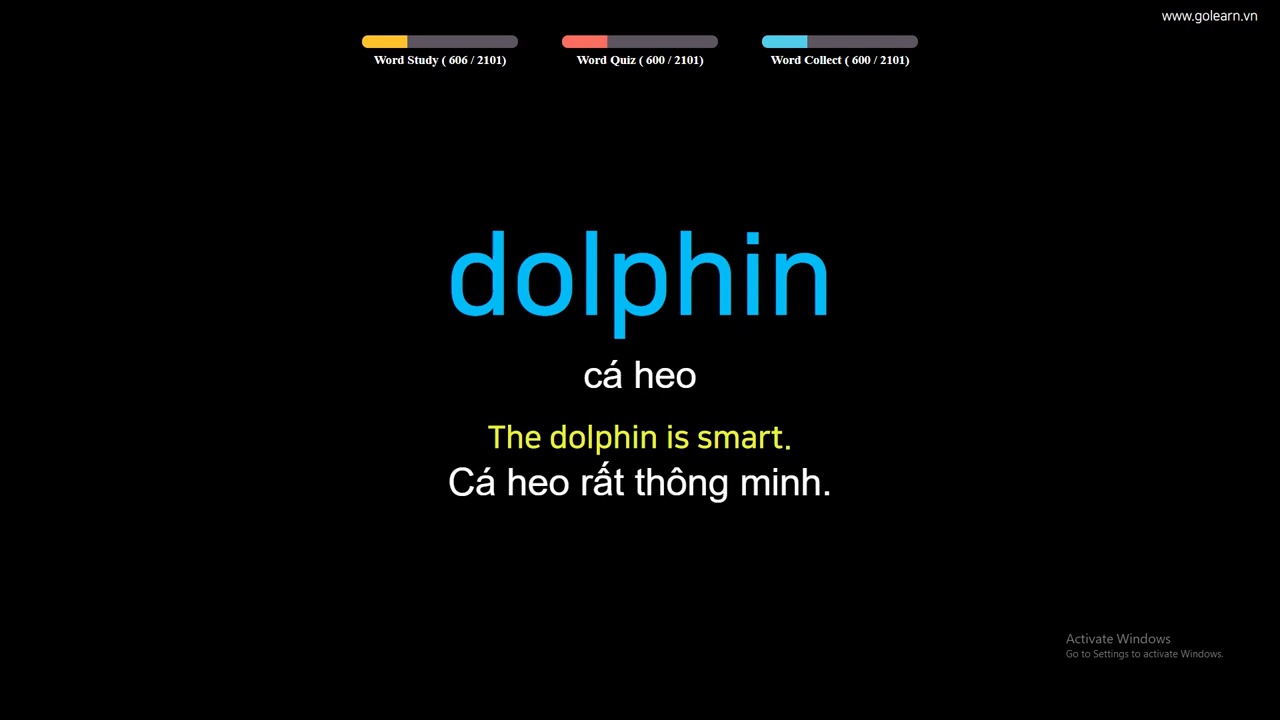 www.golearn.vn
Word Study ( 606 / 2101)
Word Quiz ( 600 / 2101)
Word Collect ( 600 / 2101)
dolphin
cá heo
The dolphin is smart.
Cá heo rất thông minh.
Activate Windows
Go to Settings to activate Windows.